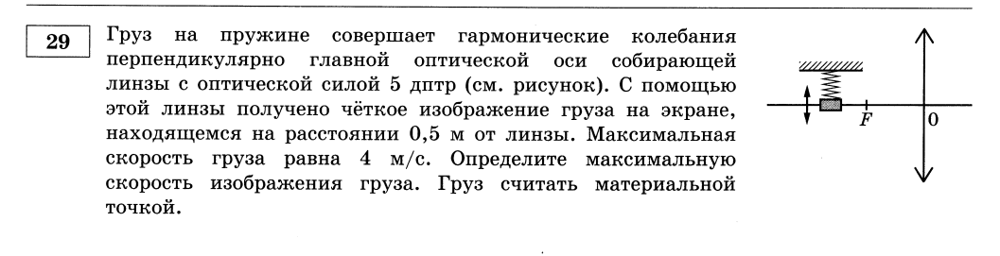 29
Груз на пружине совершает гармонические колебания
перпендикулярно главной оптической оси собирающей
линзы с оптической силой 5 дптр (см. рисунок). С помощью
этой линзы получено чёткое изображение груза на экране,
находящемся на расстоянии 0,5 м от линзы. Максимальная
скорость груза равна 4 м/с. Определите максимальную
скорость изображения груза. Груз считать материальной
точкой.
F
0